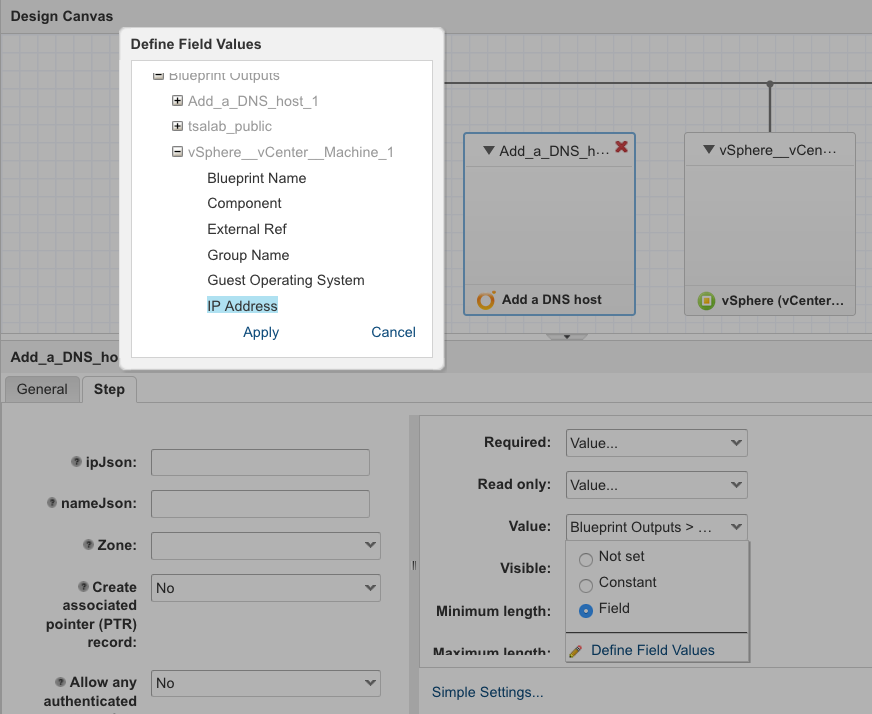 Design Canvas
Define Field Values
Blueprint Outputs
Add_a_DNS_host_1
tsalab_public
vSphere__vCenter__Machine_1
Blueprint Name
Component
External Ref
Group Name
Guest Operating System
IP Address
Apply Cancel
Add_a_DNS_h...
Add a DNS host
vSphere__vCen...
vSphere (vCenter...
Add_a_DNS_ho
General Step
ipJson:
nameJson:
Zone:
Create
associated
pointer (PTR)
record:
No
Allow any
authenticated
No
Required: Value...
Read only: Value...
Value: Blueprint Outputs > ...
Visible:
Not set
Constant
Field
Define Field Values
Minimum length:
Maximum length:
Simple Settings...